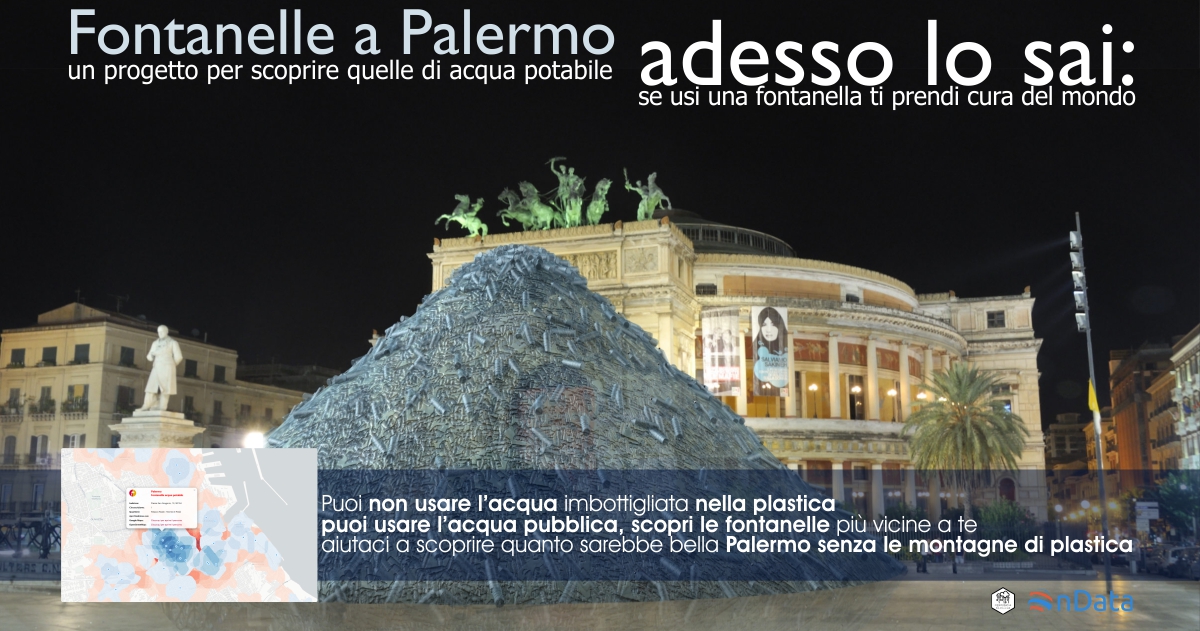 Fontanelle a Palermo
un progetto per scoprire quelle di acqua potabile
adesso lo sai:
se usi una fontanella ti prendi cura del mondo
Puoi non usare l'acqua imbottigliata nella plastica
puoi usare l'acqua pubblica, scopri le fontanelle più vicine a te
aiutaci a scoprire quanto sarebbe bella Palermo senza le montagne di plastica
onData